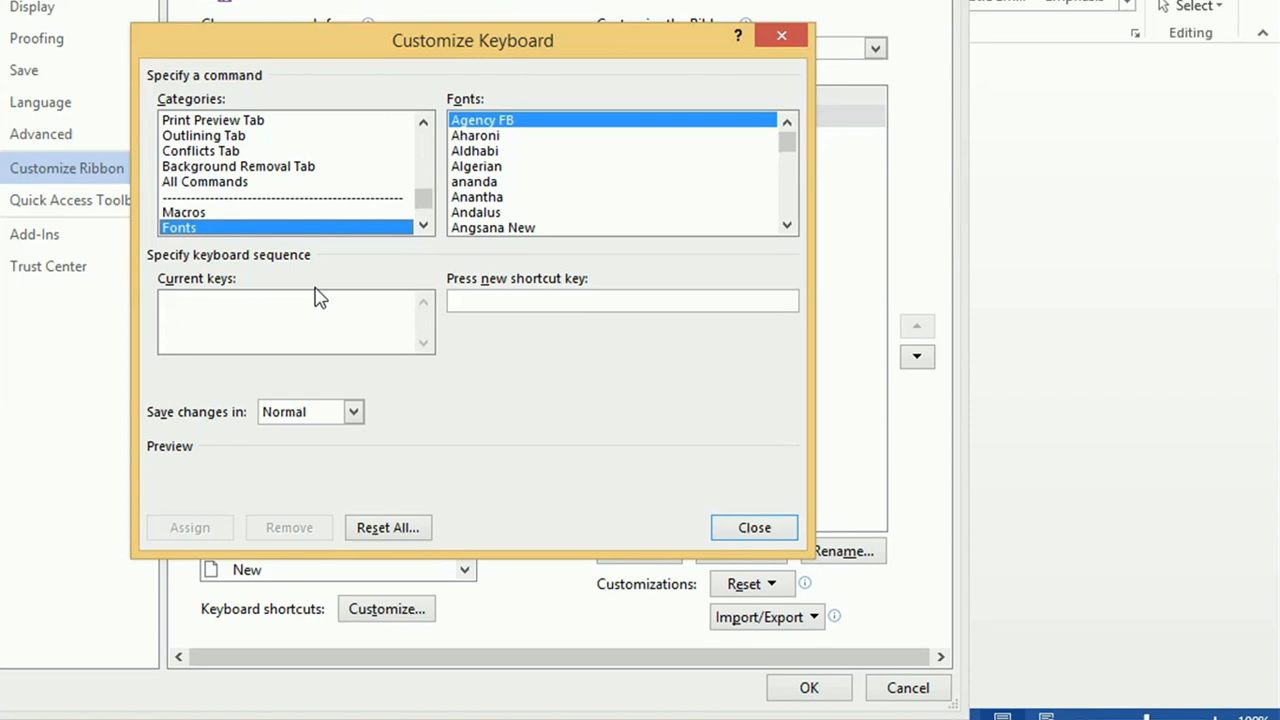 Display
Proofing
Save
Language
Advanced
Customize Ribbon
Quick Access Toolb
Add-Ins
Trust Center
Select
Editing
Customize Keyboard
?
Specify a command
Categories:
Print Preview Tab
Outlining Tab
Conflicts Tab
Background Removal Tab
All Commands
Macros
Fonts
Fonts:
Agency FB
Aharoni
Aldhabi
Algerian
ananda
Anantha
Andalus
Angsana New
Specify keyboard sequence
Current keys:
Press new shortcut key:
Save changes in: Normal
Preview
Assign
Remove
Reset All...
Close
New
Rename...
Customizations: Reset
Keyboard shortcuts: Customize...
Import/Export
OK
Cancel